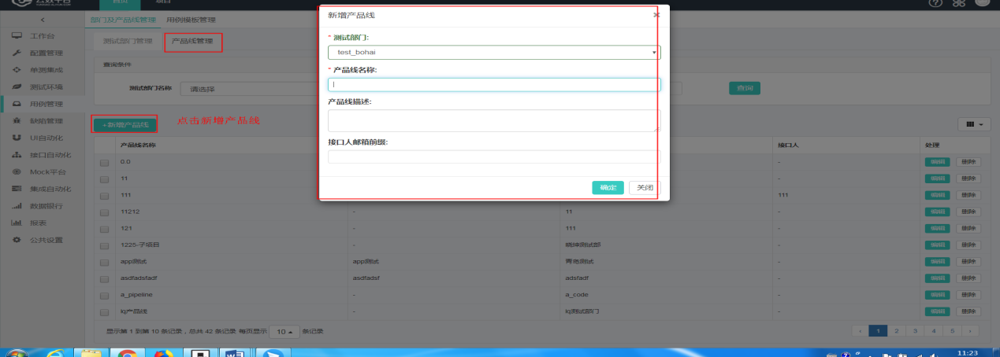 云效平台
首页 项目
部门及产品线管理 用例模板管理
工作台
配置管理
单测集成
测试环境
用例管理
缺陷管理
UI自动化
接口自动化
Mock平台
集成自动化
数据银行
报表
公共设置
测试部门管理 产品线管理
查询条件
测试部门名称 请选择 查询
+新增产品线 点击新增产品线
新增产品线 ×
* 测试部门:
test_bohai
* 产品线名称:
产品线描述:
接口人邮箱前缀:
确定 关闭
产品线名称 接口人 处理
0.0 - 编辑 删除
11 - 编辑 删除
111 111 编辑 删除
11212 - 11 - 编辑 删除
121 - 111 - 编辑 删除
1225-子项目 - 晓坤测试部 - 编辑 删除
app测试 app测试 青岛测试 - 编辑 删除
asdfadsfadf asdfadsf adsfadf - 编辑 删除
a_pipeline - a_code - 编辑 删除
iq产品线 - iq测试部门 - 编辑 删除
显示第 1 到第 10 条记录，总共 42 条记录 每页显示 10 条记录
‹ 1 2 3 4 5 ›
11:23